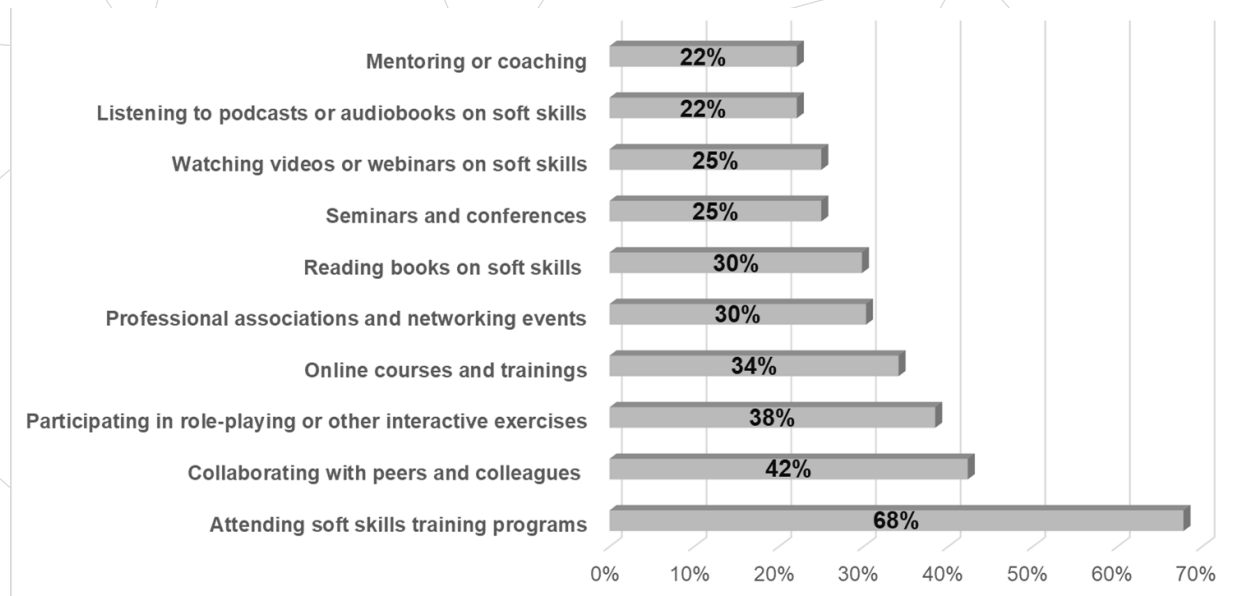 Mentoring or coaching 22%
Listening to podcasts or audiobooks on soft skills 22%
Watching videos or webinars on soft skills 25%
Seminars and conferences 25%
Reading books on soft skills 30%
Professional associations and networking events 30%
Online courses and trainings 34%
Participating in role-playing or other interactive exercises 38%
Collaborating with peers and colleagues 42%
Attending soft skills training programs 68%
0% 10% 20% 30% 40% 50% 60% 70%